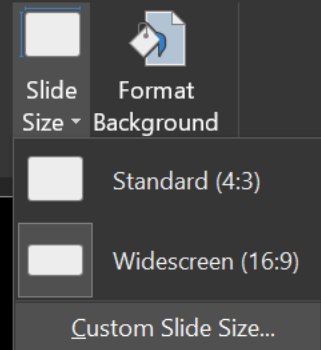 Slide
Size
Format
Background
Standard (4:3)
Widescreen (16:9)
Custom Slide Size...